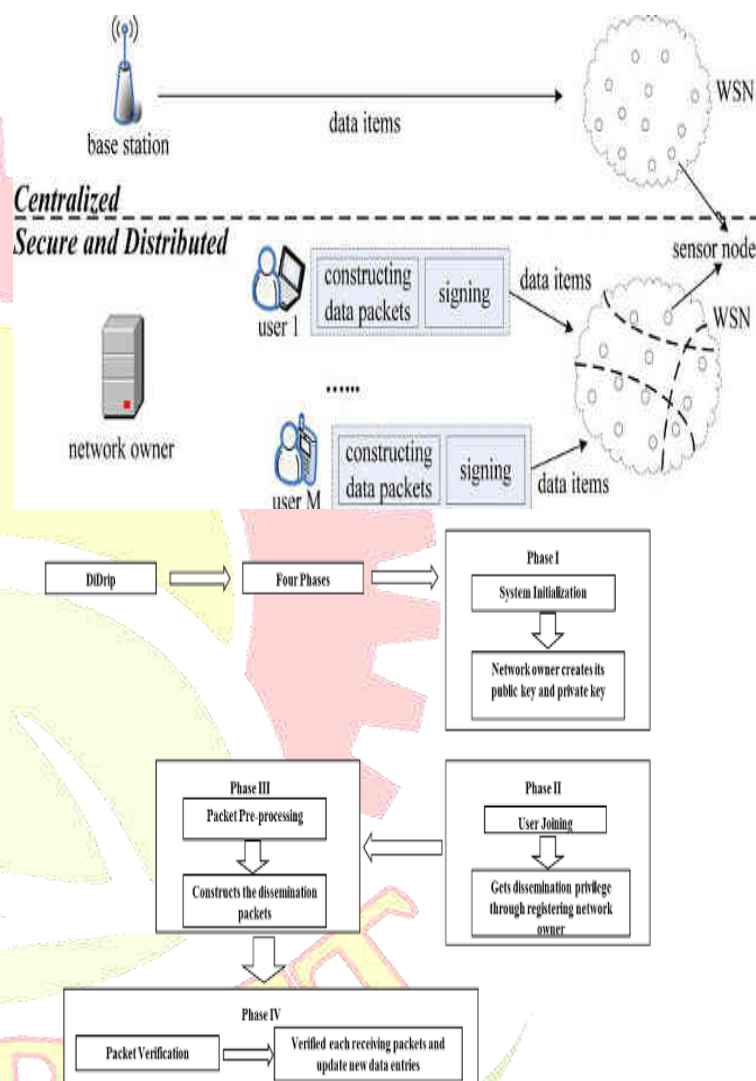 WSN
data items
base station
Centralized
Secure and Distributed
sensor node
constructing
data packets
signing
data items
user 1
WSN
......
network owner
constructing
data packets
signing
data items
user M
Phase I
DiDrip
Four Phases
System Initialization
Network owner creates its
public key and private key
Phase III
Packet Pre-processing
Constructs the dissemination
packets
Phase II
User Joining
Gets dissemination privilege
through registering network
owner
Phase IV
Packet Verification
Verified each receiving packets and
update new data entries